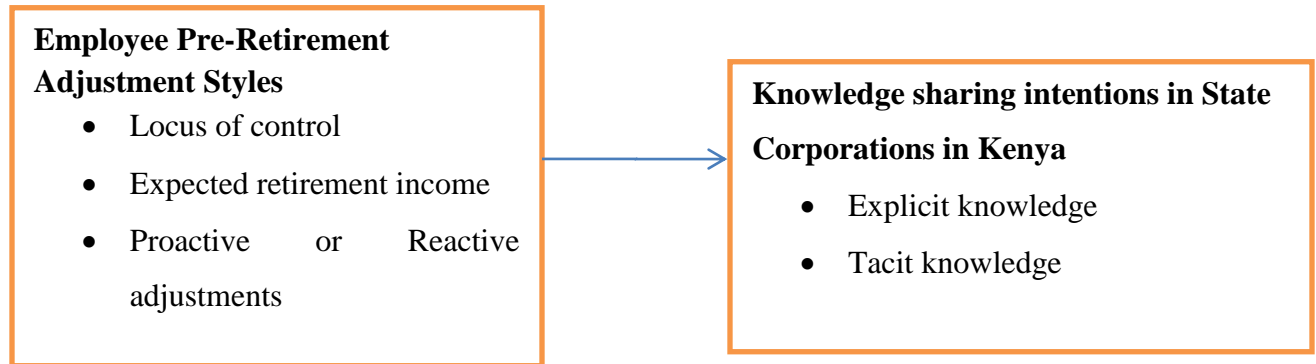 Employee Pre-Retirement
Adjustment Styles
• Locus of control
• Expected retirement income
• Proactive or Reactive
adjustments
Knowledge sharing intentions in State
Corporations in Kenya
• Explicit knowledge
• Tacit knowledge